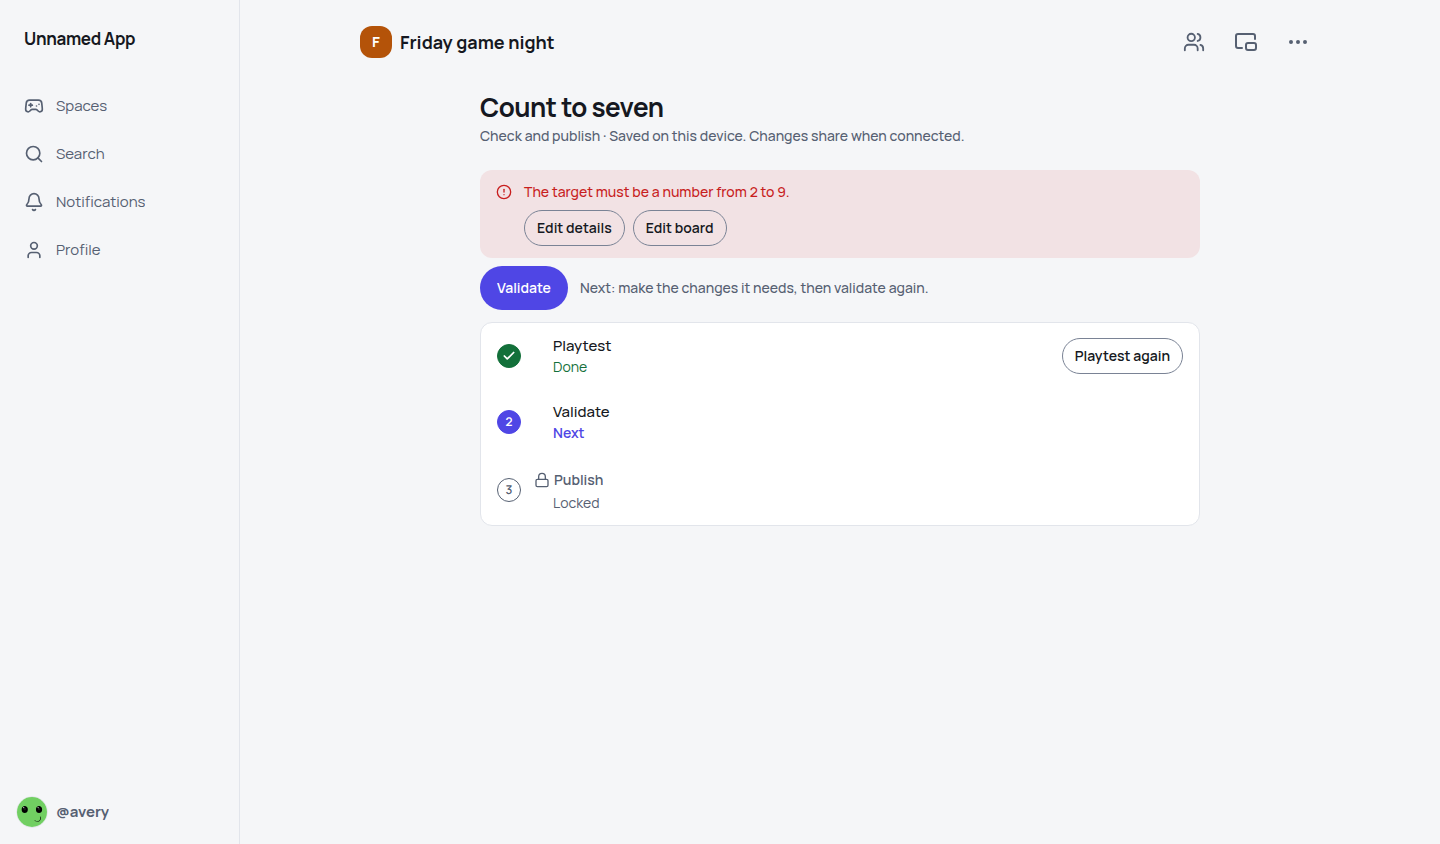 Unnamed App
Spaces
Search
Notifications
Profile
@avery
F Friday game night
Count to seven
Check and publish · Saved on this device. Changes share when connected.
The target must be a number from 2 to 9.
Edit details Edit board
Validate Next: make the changes it needs, then validate again.
Playtest
Done
Playtest again
2 Validate
Next
3 Publish
Locked